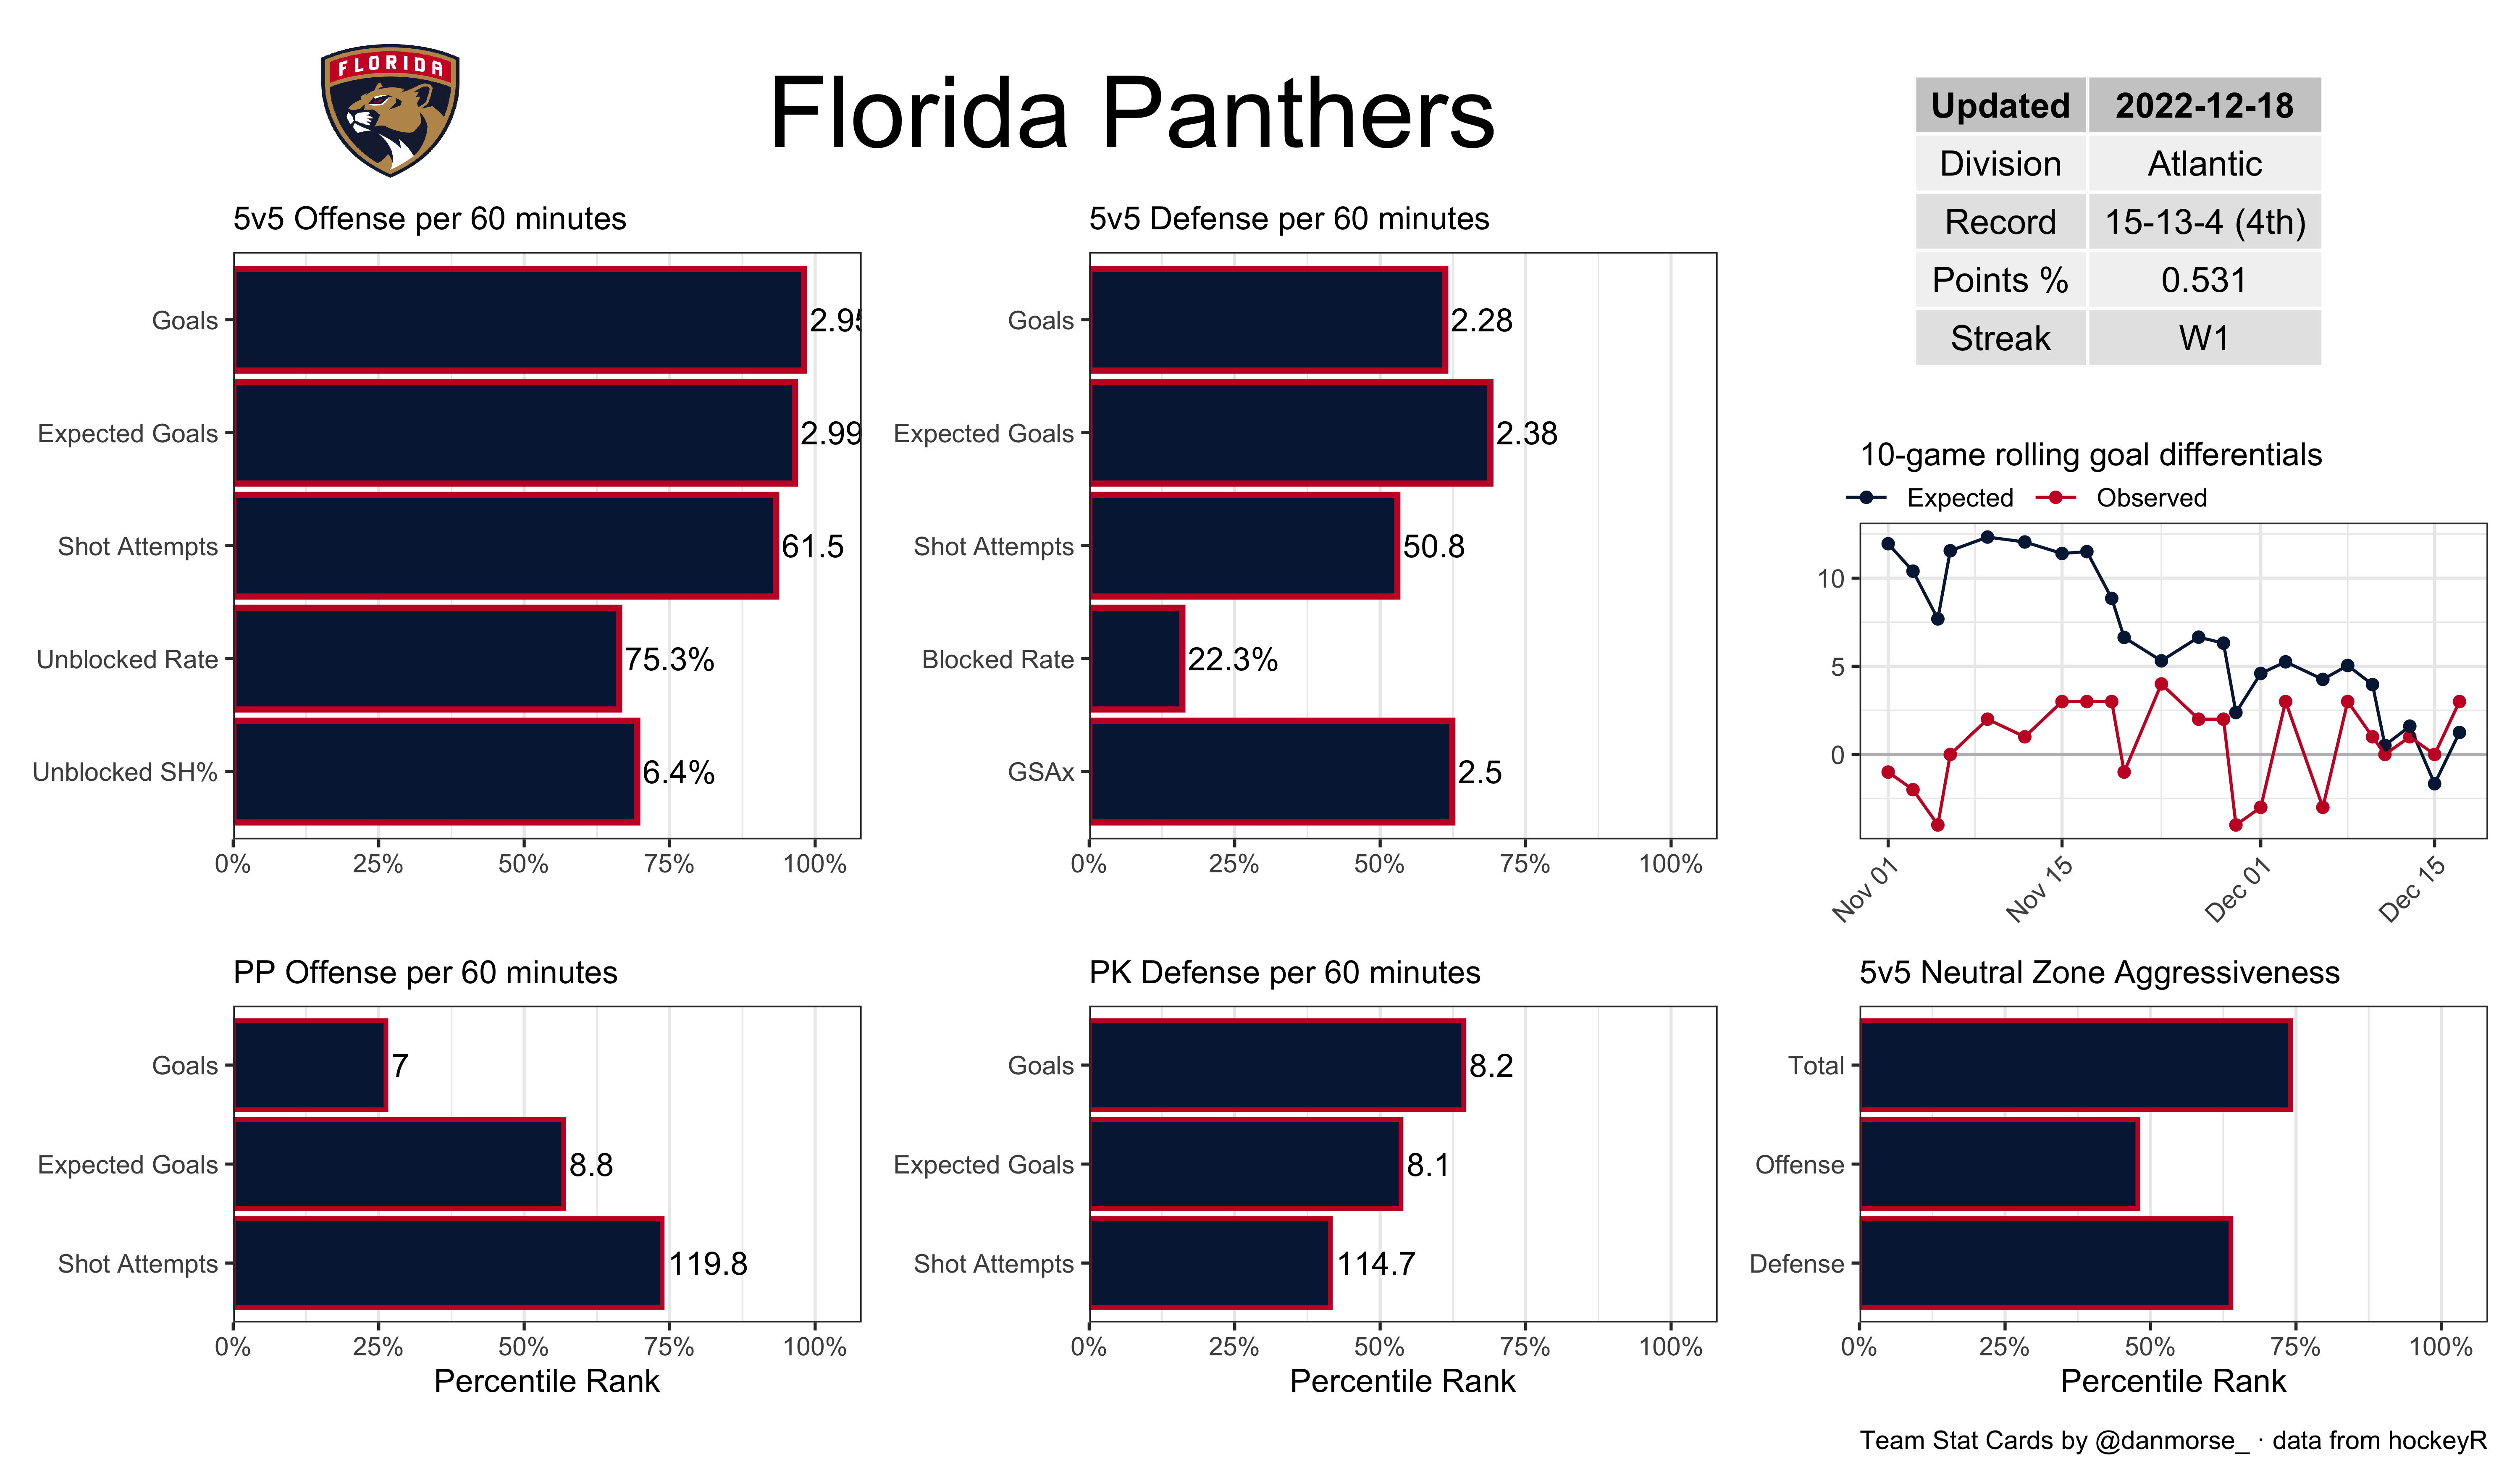 FLORIDA
Florida Panthers
Updated 2022-12-18
Division Atlantic
Record 15-13-4 (4th)
Points % 0.531
Streak W1
5v5 Offense per 60 minutes
Goals 2.95
Expected Goals 2.99
Shot Attempts 61.5
Unblocked Rate 75.3%
Unblocked SH% 6.4%
0% 25% 50% 75% 100%
5v5 Defense per 60 minutes
Goals 2.28
Expected Goals 2.38
Shot Attempts 50.8
Blocked Rate 22.3%
GSAx 2.5
0% 25% 50% 75% 100%
10-game rolling goal differentials
Expected Observed
10
5
0
Nov 01 Nov 15 Dec 01 Dec 15
PP Offense per 60 minutes
Goals 7
Expected Goals 8.8
Shot Attempts 119.8
0% 25% 50% 75% 100%
Percentile Rank
PK Defense per 60 minutes
Goals 8.2
Expected Goals 8.1
Shot Attempts 114.7
0% 25% 50% 75% 100%
Percentile Rank
5v5 Neutral Zone Aggressiveness
Total
Offense
Defense
0% 25% 50% 75% 100%
Percentile Rank
Team Stat Cards by @danmorse_ · data from hockeyR